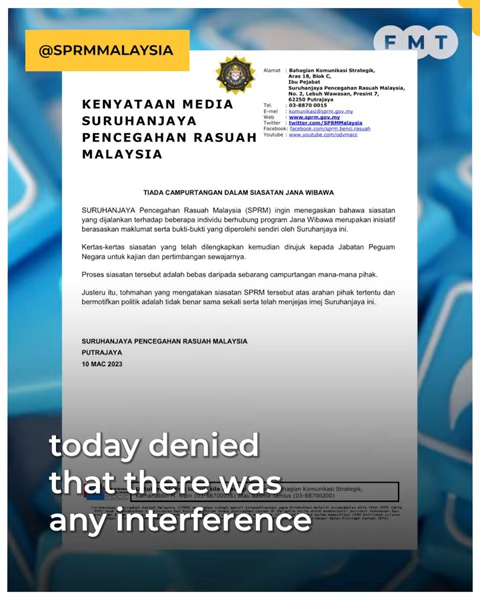 @SPRMMALAYSIA
FMT
Alamat : Bahagian Komunikasi Strategik,
Aras 18, Blok C,
Ibu Pejabat
Suruhanjaya Pencegahan Rasuah Malaysia,
No. 2, Lebuh Wawasan, Presint 7,
62250 Putrajaya
Tel. : 03-8870 0015
E-mel : komunikasi@sprm.gov.my
Web : www.sprm.gov.my
Twitter : twitter.com/SPRMMalaysia
Facebook: facebook.com/sprm.benci.rasuah
Youtube : www.youtube.com/odvmacc
KENYATAAN MEDIA
SURUHANJAYA
PENCEGAHAN RASUAH
MALAYSIA
TIADA CAMPURTANGAN DALAM SIASATAN JANA WIBAWA
SURUHANJAYA Pencegahan Rasuah Malaysia (SPRM) ingin menegaskan bahawa siasatan
yang dijalankan terhadap beberapa individu berhubung program Jana Wibawa merupakan inisiatif
berasaskan maklumat serta bukti-bukti yang diperolehi sendiri oleh Suruhanjaya ini.
Kertas-kertas siasatan yang telah dilengkapkan kemudian dirujuk kepada Jabatan Peguam
Negara untuk kajian dan pertimbangan sewajarnya.
Proses siasatan tersebut adalah bebas daripada sebarang campurtangan mana-mana pihak.
Justeru itu, tohmahan yang mengatakan siasatan SPRM tersebut atas arahan pihak tertentu dan
bermotifkan politik adalah tidak benar sama sekali serta telah menjejas imej Suruhanjaya ini.
SURUHANJAYA PENCEGAHAN RASUAH MALAYSIA
PUTRAJAYA
10 MAC 2023
today denied
that there was
any interference
Bahagian Komunikasi Strategik,